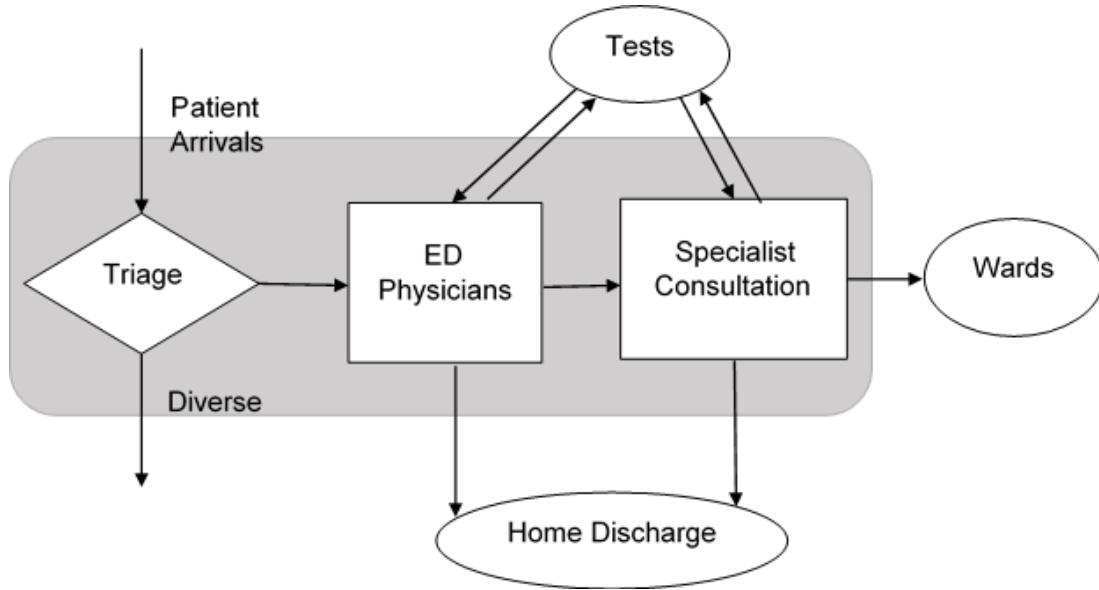 Tests
Patient
Arrivals
Triage
ED
Physicians
Specialist
Consultation
Wards
Diverse
Home Discharge